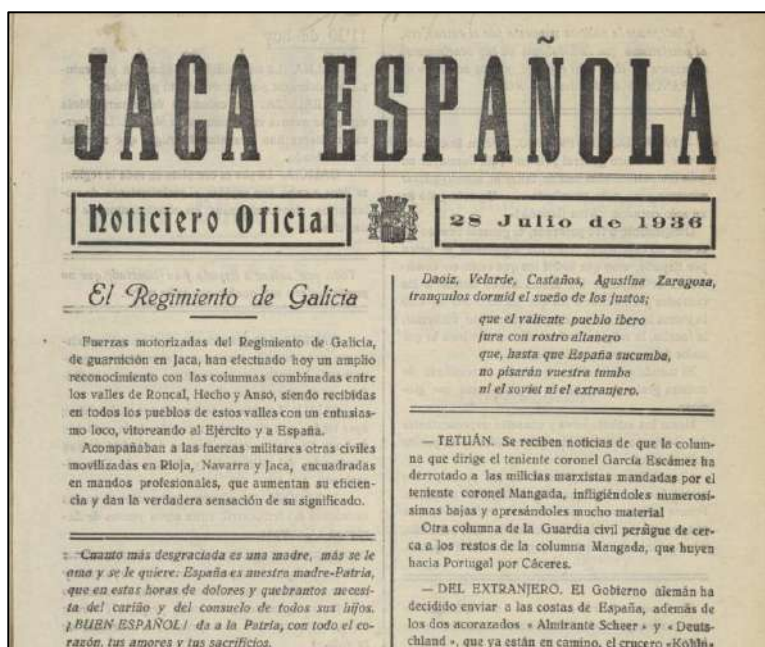 JACA ESPAÑOLA
Noticiero Oficial
28 Julio de 1936
El Regimiento de Galicia
Fuerzas motorizadas del Regimiento de Galicia,
de guarnición en Jaca, han efectuado hoy un amplio
reconocimiento con las columnas combinadas entre
los valles de Roncal, Hecho y Ansó, siendo recibidas
en todos los pueblos de estos valles con un entusias-
mo loco, vitoreando al Ejército y a España.
Acompañaban a las fuerzas militares otras civiles
movilizadas en Rioja, Navarra y Jaca, encuadradas
en mandos profesionales, que aumentan su eficien-
cia y dan la verdadera sensación de su significado.
Cuanto más desgraciada es una madre, más se le
ama y se le quiere: España es nuestra madre-Patria,
que en estas horas de dolores y quebrantos necesi-
ta del cariño y del consuelo de todos sus hijos.
¡BUEN ESPAÑOL! da a la Patria, con todo el co-
razón, tus amores y tus sacrificios.
Daoiz, Velarde, Castaños, Agustina Zaragoza,
tranquilos dormid el sueño de los justos;
que el valiente pueblo ibero
jura con rostro altanero
que, hasta que España sucumba,
no pisarán vuestra tumba
ni el soviet ni el extranjero.
— TETUÁN. Se reciben noticias de que la colum-
na que dirige el teniente coronel García Escámez ha
derrotado a las milicias marxistas mandadas por el
teniente coronel Mangada, infligiéndoles numerosí-
simas bajas y apresándoles mucho material
Otra columna de la Guardia civil persigue de cer-
ca a los restos de la columna Mangada, que huyen
hacia Portugal por Cáceres.
— DEL EXTRANJERO. El Gobierno alemán ha
decidido enviar a las costas de España, además de
los dos acorazados « Almirante Scheer » y « Deuts-
chland », que ya están en camino, el crucero